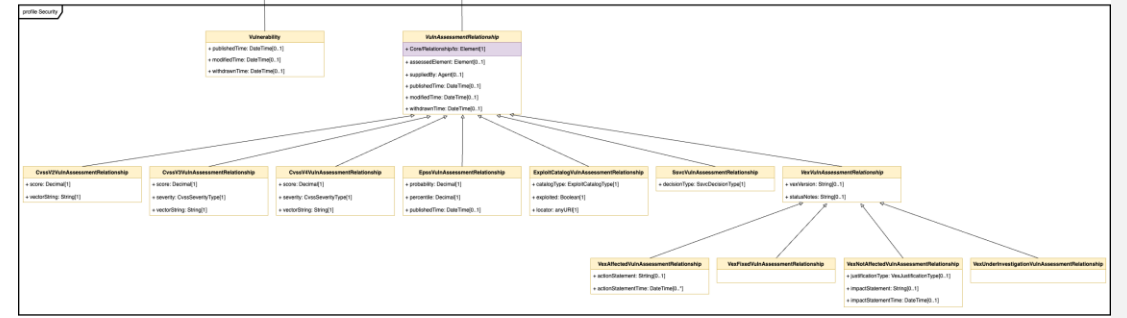 profile Security
Vulnerability
+ publishedTime: DateTime[0..1]
+ modifiedTime: DateTime[0..1]
+ withdrawnTime: DateTime[0..1]
VulnAssessmentRelationship
+ Core/Relationship/to: Element[1]
+ assessedElement: Element[0..1]
+ suppliedBy: Agent[0..1]
+ publishedTime: DateTime[0..1]
+ modifiedTime: DateTime[0..1]
+ withdrawnTime: DateTime[0..1]
CvssV2VulnAssessmentRelationship
+ score: Decimal[1]
+ vectorString: String[1]
CvssV3VulnAssessmentRelationship
+ score: Decimal[1]
+ severity: CvssSeverityType[1]
+ vectorString: String[1]
CvssV4VulnAssessmentRelationship
+ score: Decimal[1]
+ severity: CvssSeverityType[1]
+ vectorString: String[1]
EpssVulnAssessmentRelationship
+ probability: Decimal[1]
+ percentile: Decimal[1]
+ publishedTime: DateTime[0..1]
ExploitCatalogVulnAssessmentRelationship
+ catalogType: ExploitCatalogType[1]
+ exploited: Boolean[1]
+ locator: anyURI[1]
SsvcVulnAssessmentRelationship
+ decisionType: SsvcDecisionType[1]
VexVulnAssessmentRelationship
+ vexVersion: String[0..1]
+ statusNotes: String[0..1]
VexAffectedVulnAssessmentRelationship
+ actionStatement: String[0..1]
+ actionStatementTime: DateTime[0..*]
VexFixedVulnAssessmentRelationship
VexNotAffectedVulnAssessmentRelationship
+ justificationType: VexJustificationType[0..1]
+ impactStatement: String[0..1]
+ impactStatementTime: DateTime[0..1]
VexUnderInvestigationVulnAssessmentRelationship